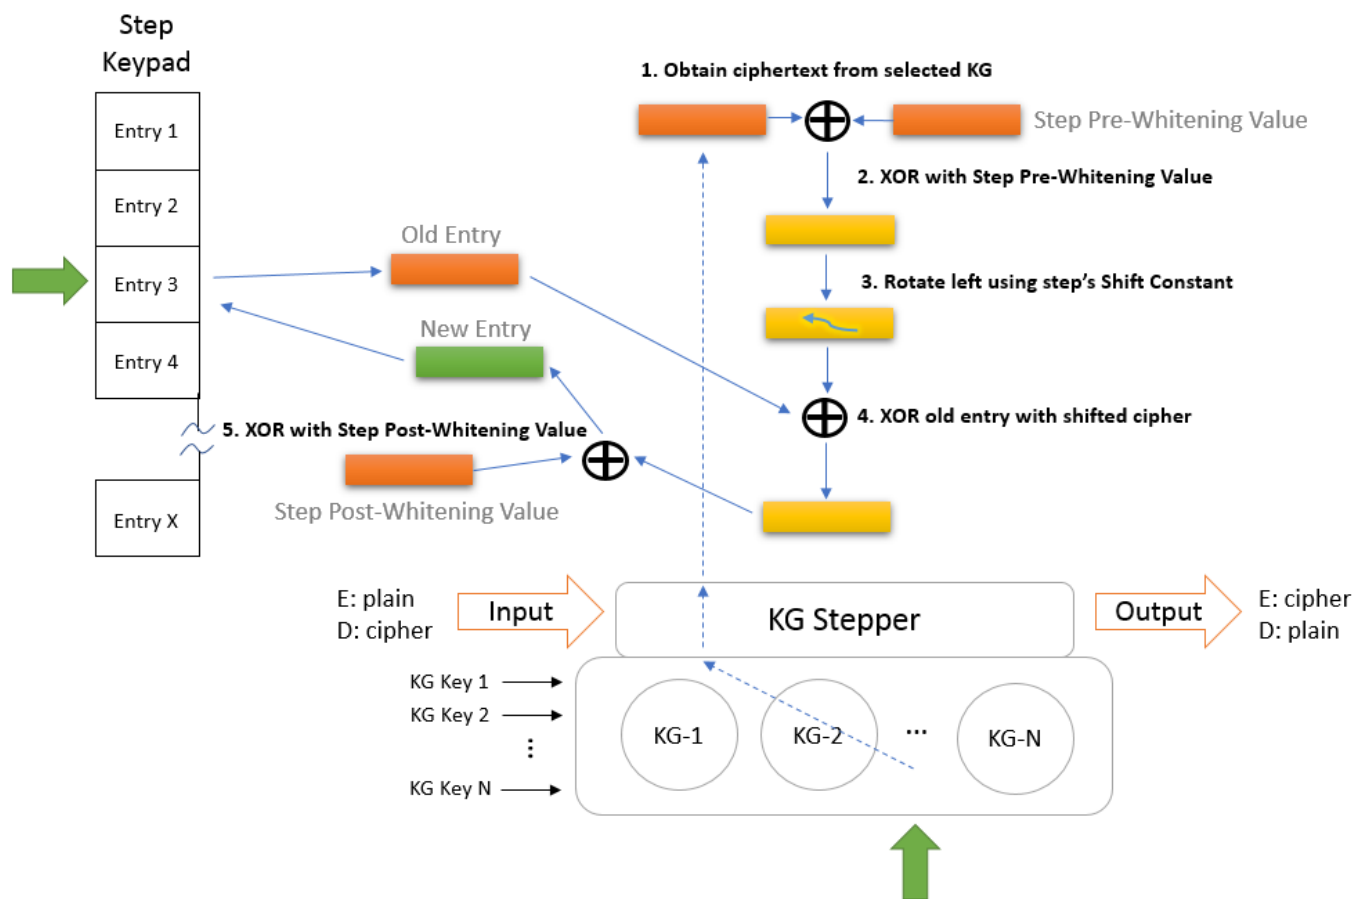 Step
Keypad
Entry 1
Entry 2
Entry 3
Entry 4
Entry X
1. Obtain ciphertext from selected KG
Step Pre-Whitening Value
2. XOR with Step Pre-Whitening Value
3. Rotate left using step's Shift Constant
Old Entry
New Entry
4. XOR old entry with shifted cipher
5. XOR with Step Post-Whitening Value
Step Post-Whitening Value
E: plain
D: cipher
Input
KG Stepper
Output
E: cipher
D: plain
KG Key 1
KG Key 2
⋮
KG Key N
KG-1
KG-2
...
KG-N